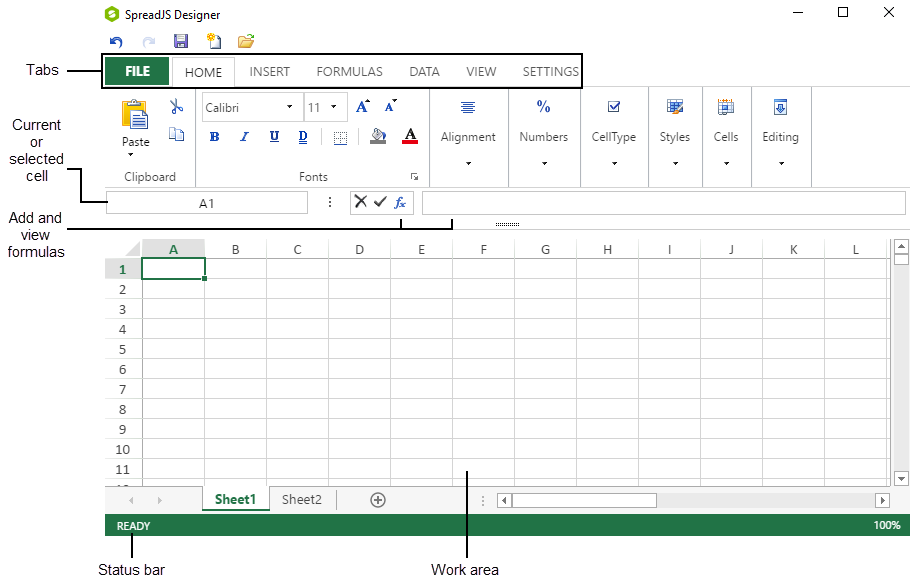 SpreadJS Designer
Tabs
FILE HOME INSERT FORMULAS DATA VIEW SETTINGS
Calibri 11 A A
Paste
B I U D A
Alignment Numbers CellType Styles Cells Editing
%
Clipboard Fonts
Current
or
selected
cell
A1 fx
Add and
view
formulas
A B C D E F G H I J K L
1
2
3
4
5
6
7
8
9
10
11
Sheet1 Sheet2
READY 100%
Status bar Work area